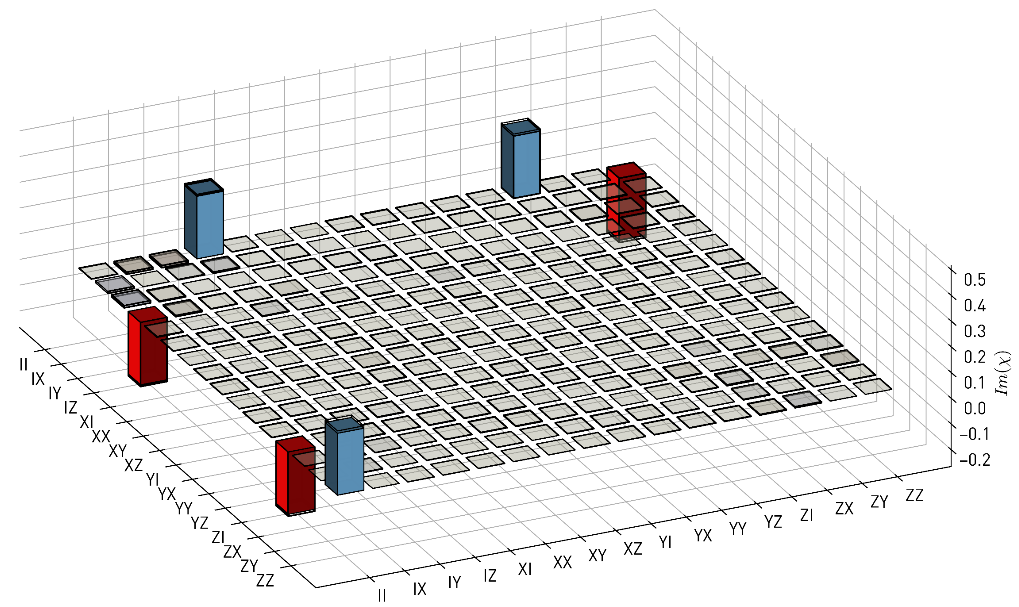 0.5
0.4
0.3
0.2
0.1
0.0
−0.1
−0.2
Im(χ)
II
IX
IY
IZ
XI
XX
XY
XZ
YI
YX
YY
YZ
ZI
ZX
ZY
ZZ
II
IX
IY
IZ
XI
XX
XY
XZ
YI
YX
YY
YZ
ZI
ZX
ZY
ZZ